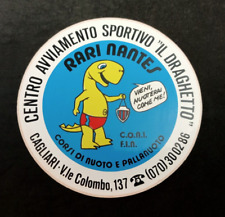 CENTRO AVVIAMENTO SPORTIVO "IL DRAGHETTO"
RARI NANTES
VIENI,
NUOTERAI
COME ME!
C.O.N.I.
F.I.N.
CORSI DI NUOTO E PALLANUOTO
CAGLIARI - V.le Colombo, 137 ☎ (070) 300286